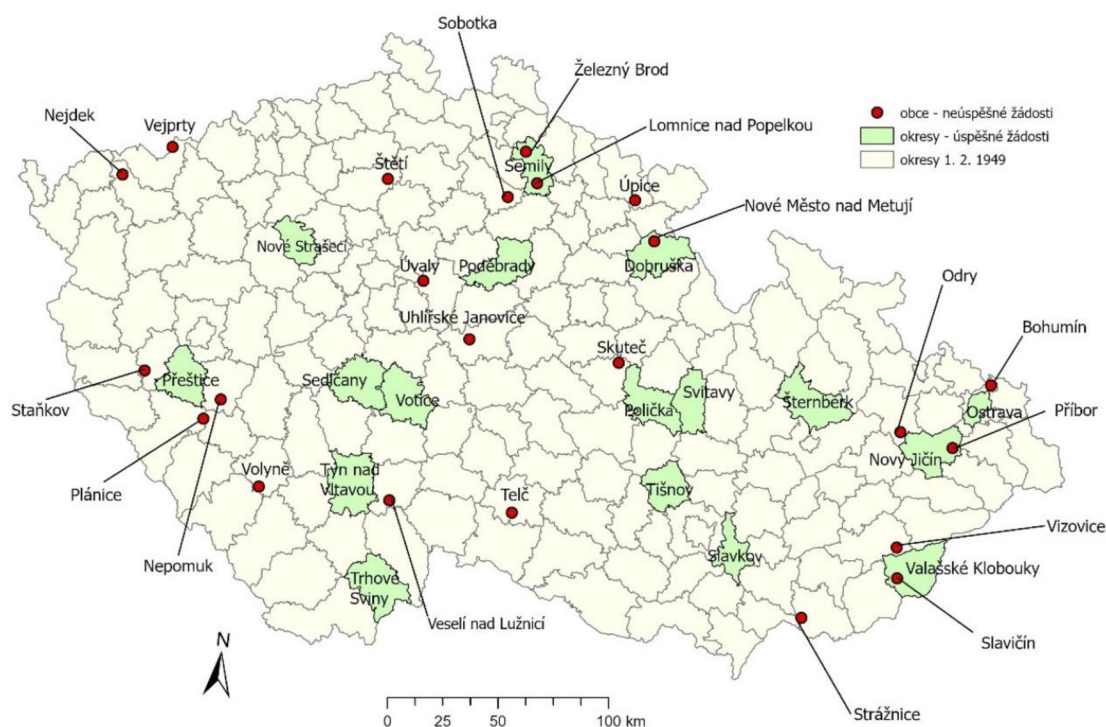 Sobotka
Železný Brod
Nejdek
Vejprty
Lomnice nad Popelkou
obce - neúspěšné žádosti
okresy - úspěšné žádosti
okresy 1. 2. 1949
Štětí
Semily
Úpice
Nové Město nad Metují
Nové Strašecí
Úvaly
Poděbrady
Dobruška
Odry
Uhlířské Janovice
Skuteč
Bohumín
Staňkov
Přeštice
Sedlčany
Votice
Polička
Svitavy
Šternberk
Ostrava
Příbor
Plánice
Volyně
Týn nad
Vltavou
Telč
Tišnov
Nový Jičín
Nepomuk
Trhové
Sviny
Veselí nad Lužnicí
Slavkov
Valašské Klobouky
Vizovice
Slavičín
Strážnice
N
0 25 50 100 km